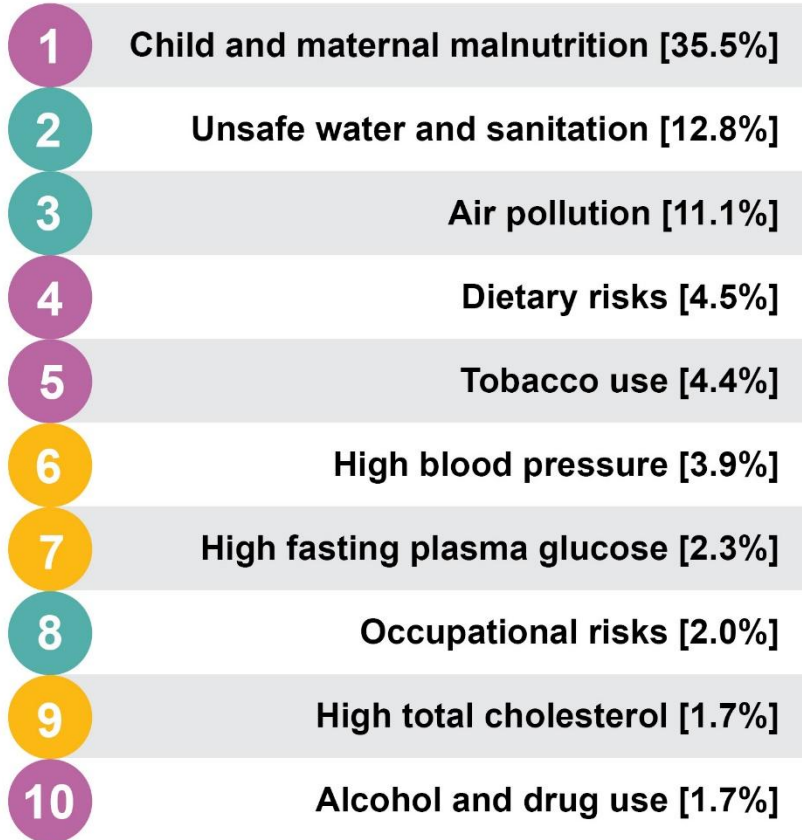 1 Child and maternal malnutrition [35.5%]
2 Unsafe water and sanitation [12.8%]
3 Air pollution [11.1%]
4 Dietary risks [4.5%]
5 Tobacco use [4.4%]
6 High blood pressure [3.9%]
7 High fasting plasma glucose [2.3%]
8 Occupational risks [2.0%]
9 High total cholesterol [1.7%]
10 Alcohol and drug use [1.7%]